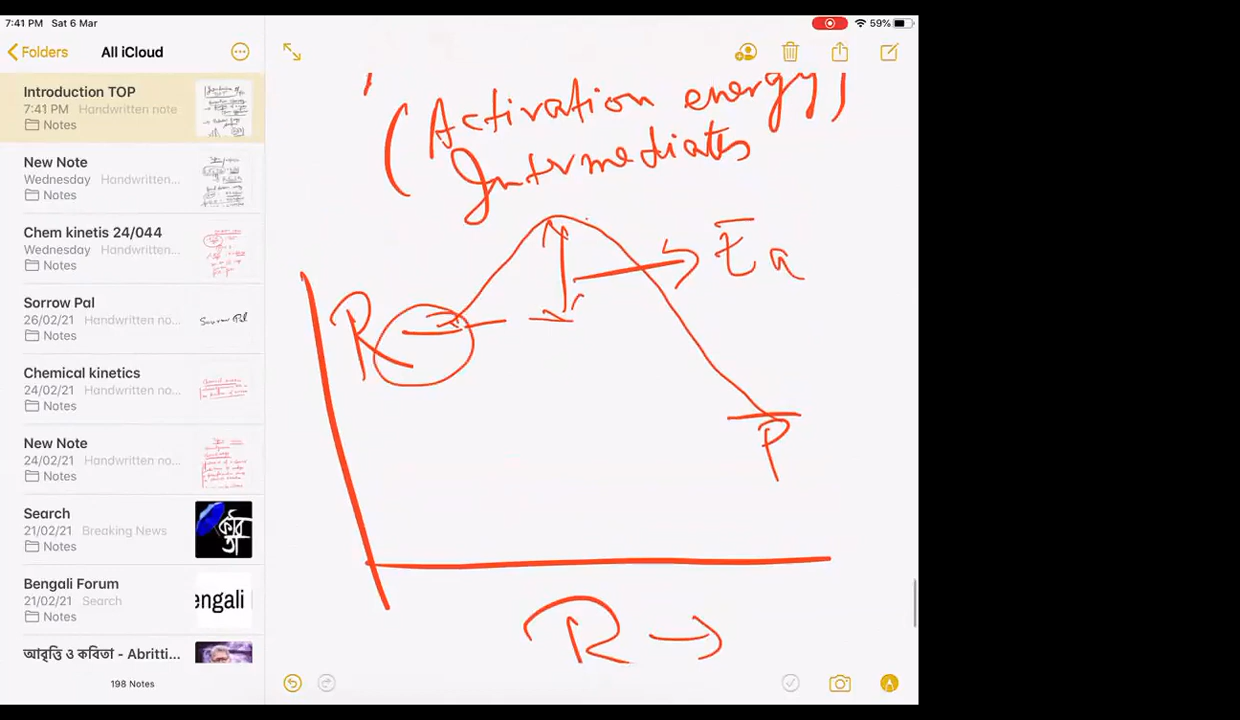 7:41 PM Sat 6 Mar
59%
Folders
All iCloud
Introduction TOP
7:41 PM Handwritten note
Notes
New Note
Wednesday Handwritten...
Notes
Chem kinetis 24/044
Wednesday Handwritten...
Notes
Sorrow Pal
26/02/21 Handwritten no...
Notes
Chemical kinetics
24/02/21 Handwritten no...
Notes
New Note
24/02/21 Handwritten no...
Notes
Search
21/02/21 Breaking News
Notes
Bengali Forum
21/02/21 Search
Notes
আবৃত্তি ও কবিতা - Abritti...
198 Notes
(Activation energy)
Intermediates
Ea
R
P
R →